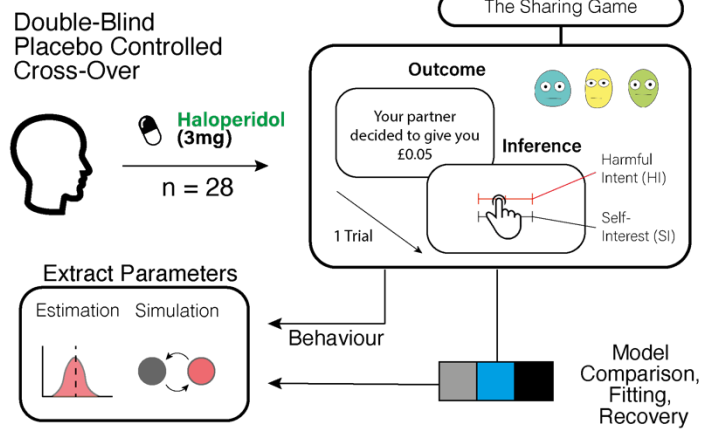 The Sharing Game
Double-Blind
Placebo Controlled
Cross-Over
Haloperidol
(3mg)
n = 28
Outcome
Your partner
decided to give you
£0.05
Inference
Harmful
Intent (HI)
Self-
Interest (SI)
1 Trial
Extract Parameters
Estimation Simulation
Behaviour
Model
Comparison,
Fitting,
Recovery